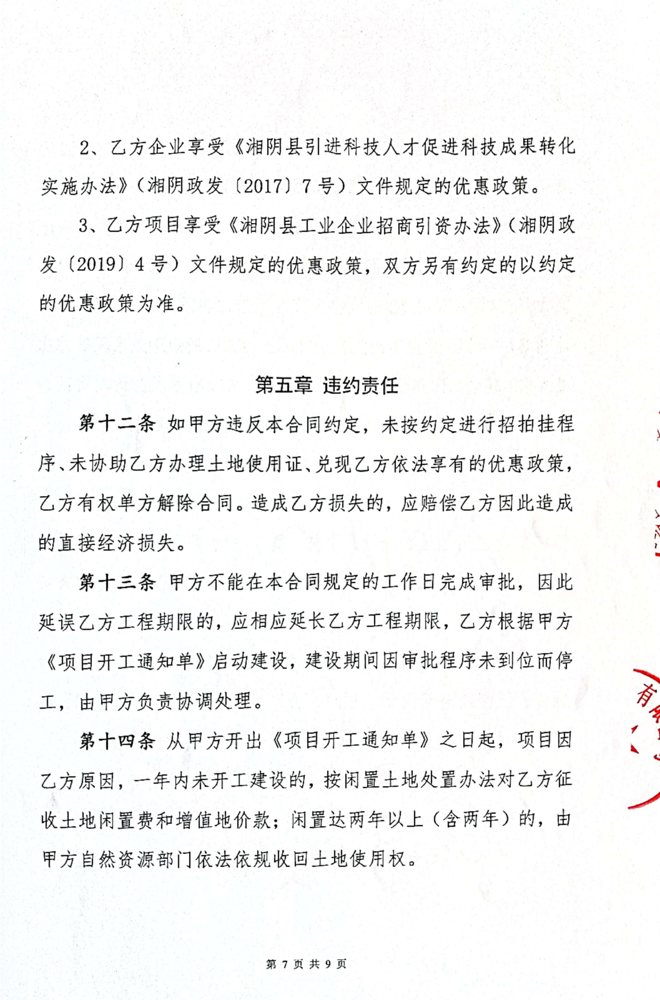 2、乙方企业享受《湘阴县引进科技人才促进科技成果转化
实施办法》（湘阴政发〔2017〕7号）文件规定的优惠政策。
3、乙方项目享受《湘阴县工业企业招商引资办法》（湘阴政
发〔2019〕4号）文件规定的优惠政策，双方另有约定的以约定
的优惠政策为准。
第五章 违约责任
第十二条 如甲方违反本合同约定，未按约定进行招拍挂程
序、未协助乙方办理土地使用证、兑现乙方依法享有的优惠政策，
乙方有权单方解除合同。造成乙方损失的，应赔偿乙方因此造成
的直接经济损失。
第十三条 甲方不能在本合同规定的工作日完成审批，因此
延误乙方工程期限的，应相应延长乙方工程期限，乙方根据甲方
《项目开工通知单》启动建设，建设期间因审批程序未到位而停
工，由甲方负责协调处理。
第十四条 从甲方开出《项目开工通知单》之日起，项目因
乙方原因，一年内未开工建设的，按闲置土地处置办法对乙方征
收土地闲置费和增值地价款；闲置达两年以上（含两年）的，由
甲方自然资源部门依法依规收回土地使用权。
有
第 7 页 共 9 页